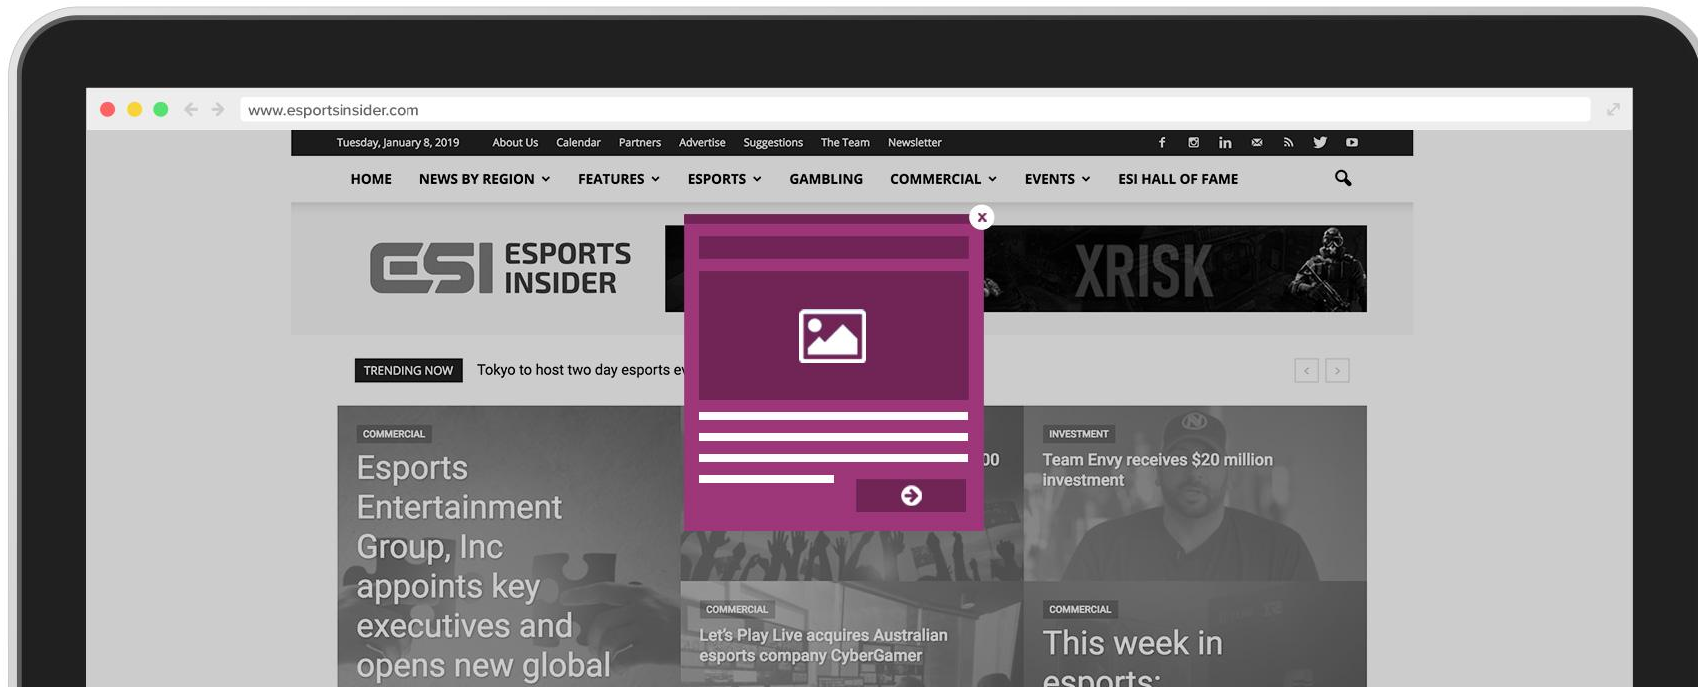 www.esportsinsider.com
Tuesday, January 8, 2019 About Us Calendar Partners Advertise Suggestions The Team Newsletter
HOME NEWS BY REGION FEATURES ESPORTS GAMBLING COMMERCIAL EVENTS ESI HALL OF FAME
x
ESI ESPORTS
INSIDER
XRISK
TRENDING NOW Tokyo to host two day esports
COMMERCIAL
Esports
Entertainment
Group, Inc
appoints key
executives and
opens new global
00
INVESTMENT
Team Envy receives $20 million
investment
COMMERCIAL
Let's Play Live acquires Australian
esports company CyberGamer
COMMERCIAL
This week in
esports: